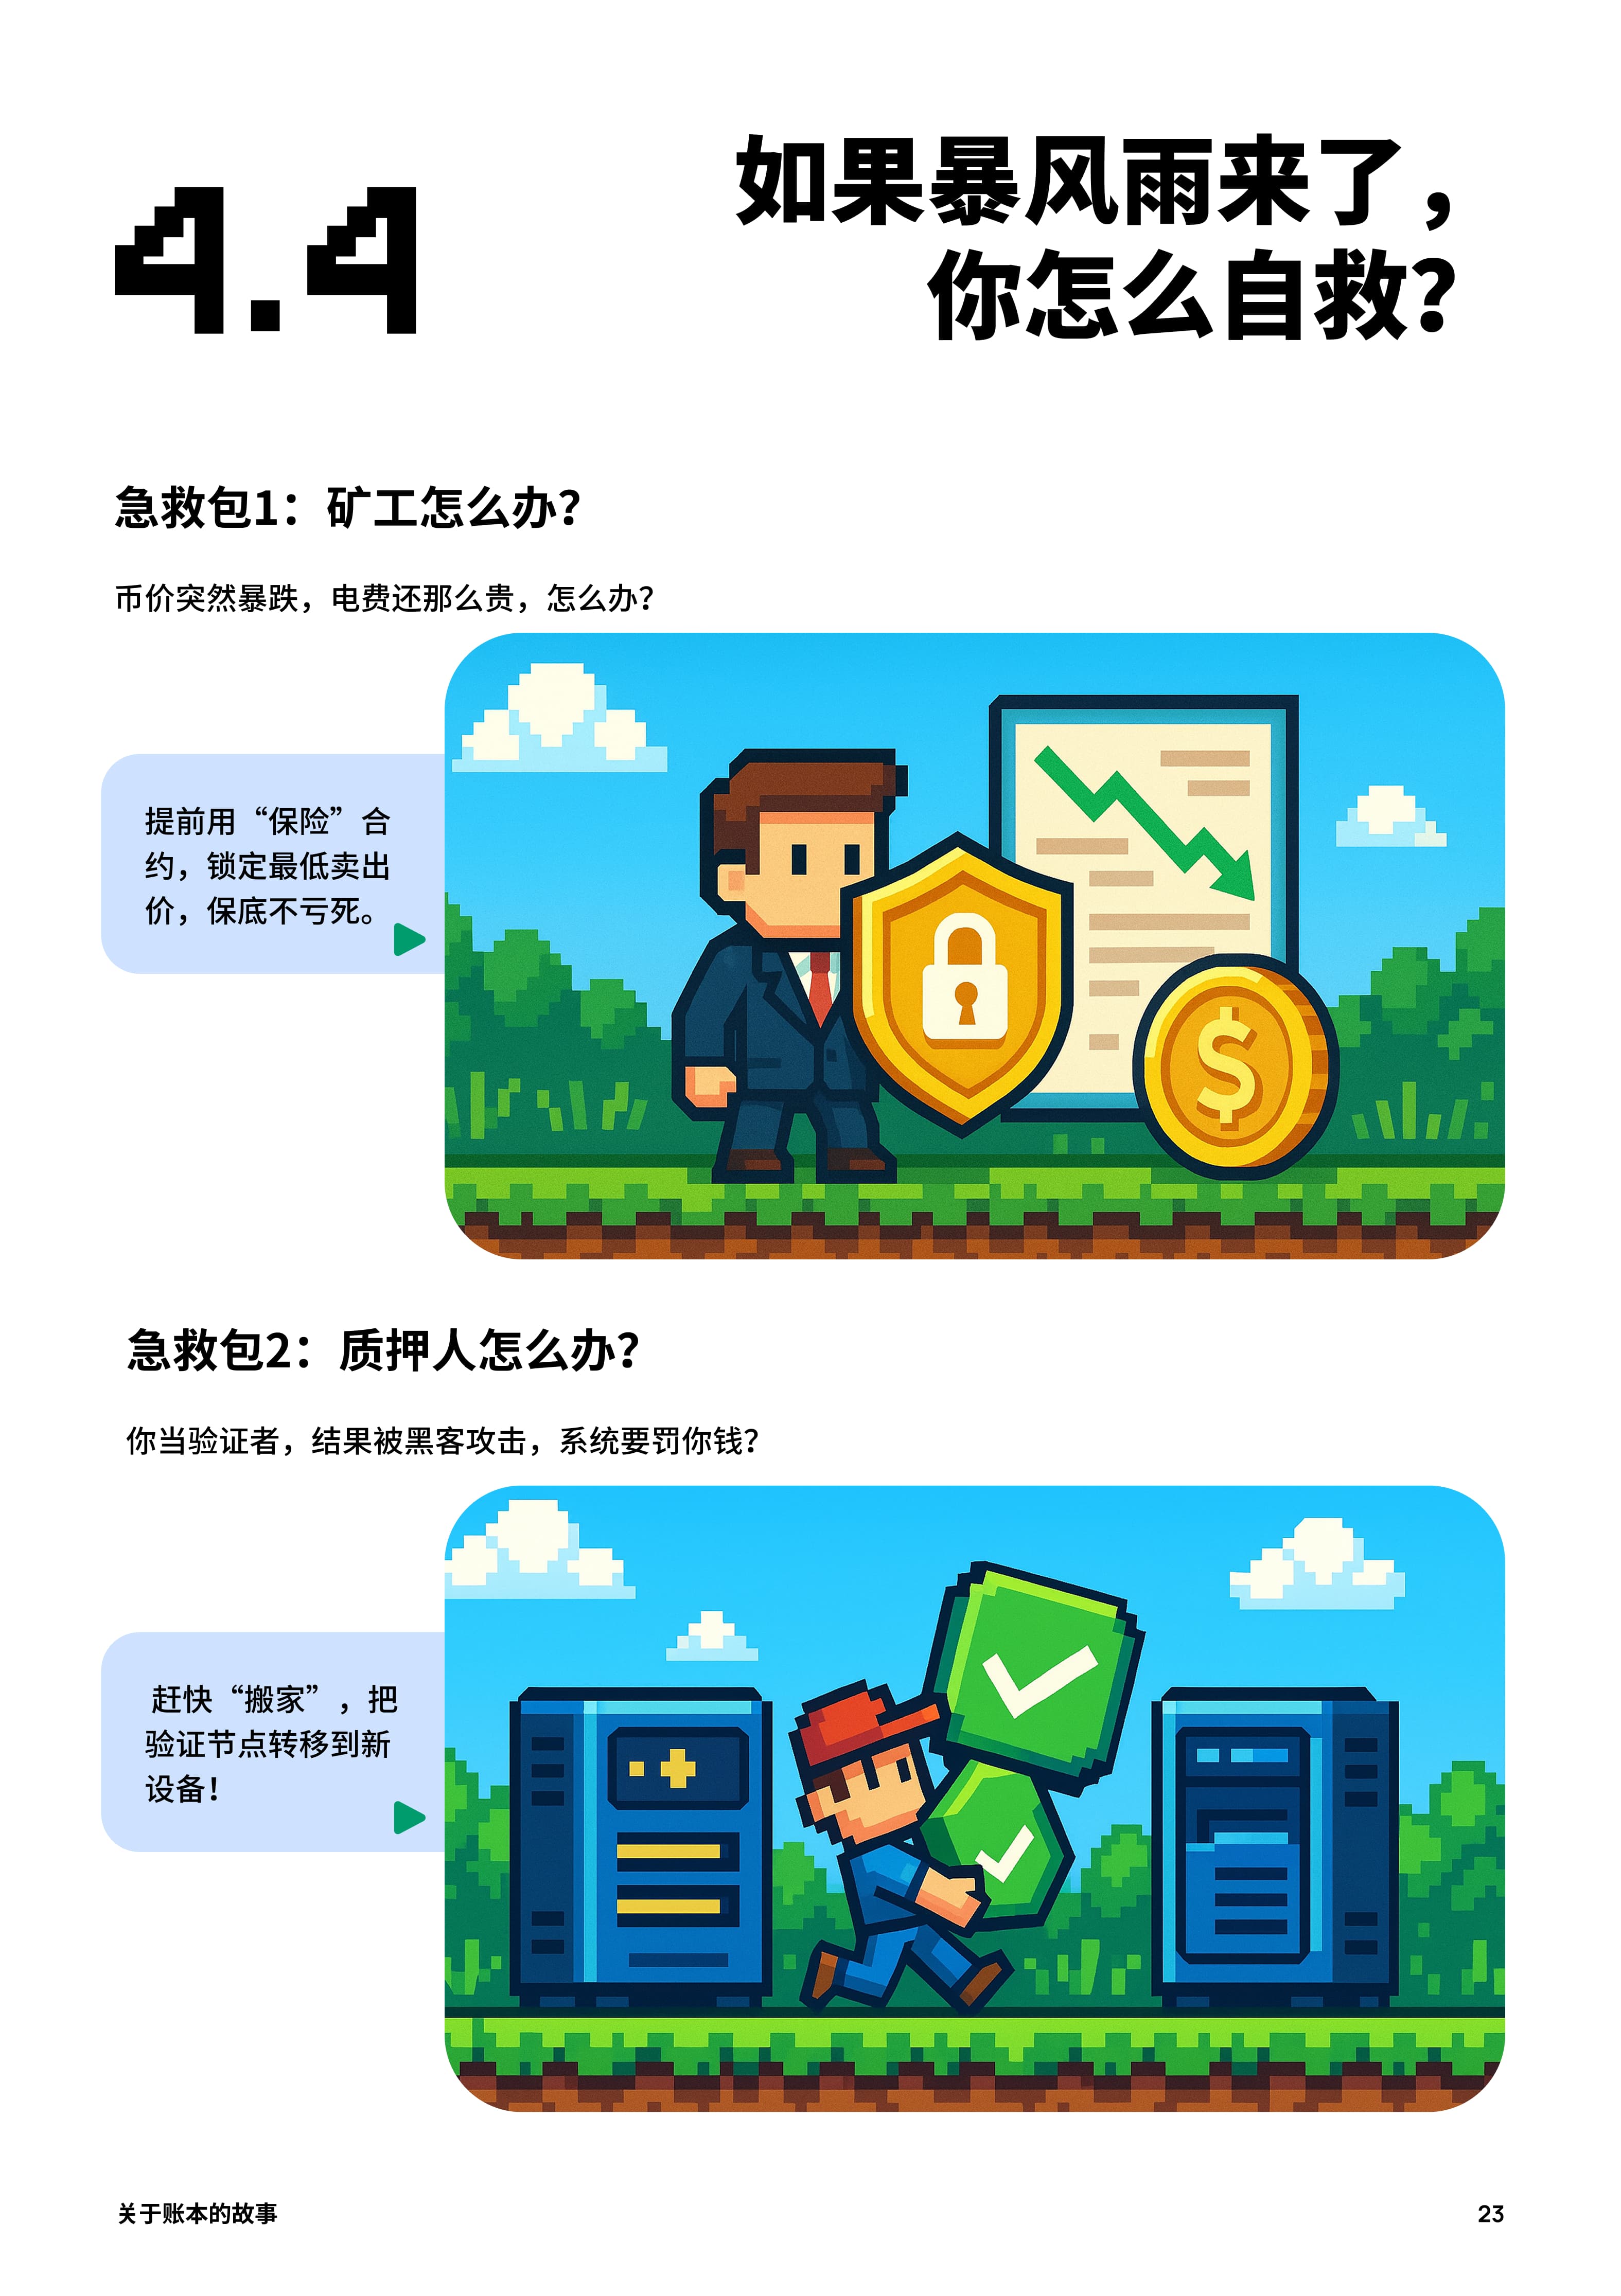 4.4
如果暴风雨来了，
你怎么自救？
急救包1：矿工怎么办？
币价突然暴跌，电费还那么贵，怎么办？
提前用“保险”合
约，锁定最低卖出
价，保底不亏死。
急救包2：质押人怎么办？
你当验证者，结果被黑客攻击，系统要罚你钱？
赶快“搬家”，把
验证节点转移到新
设备！
关于账本的故事
23